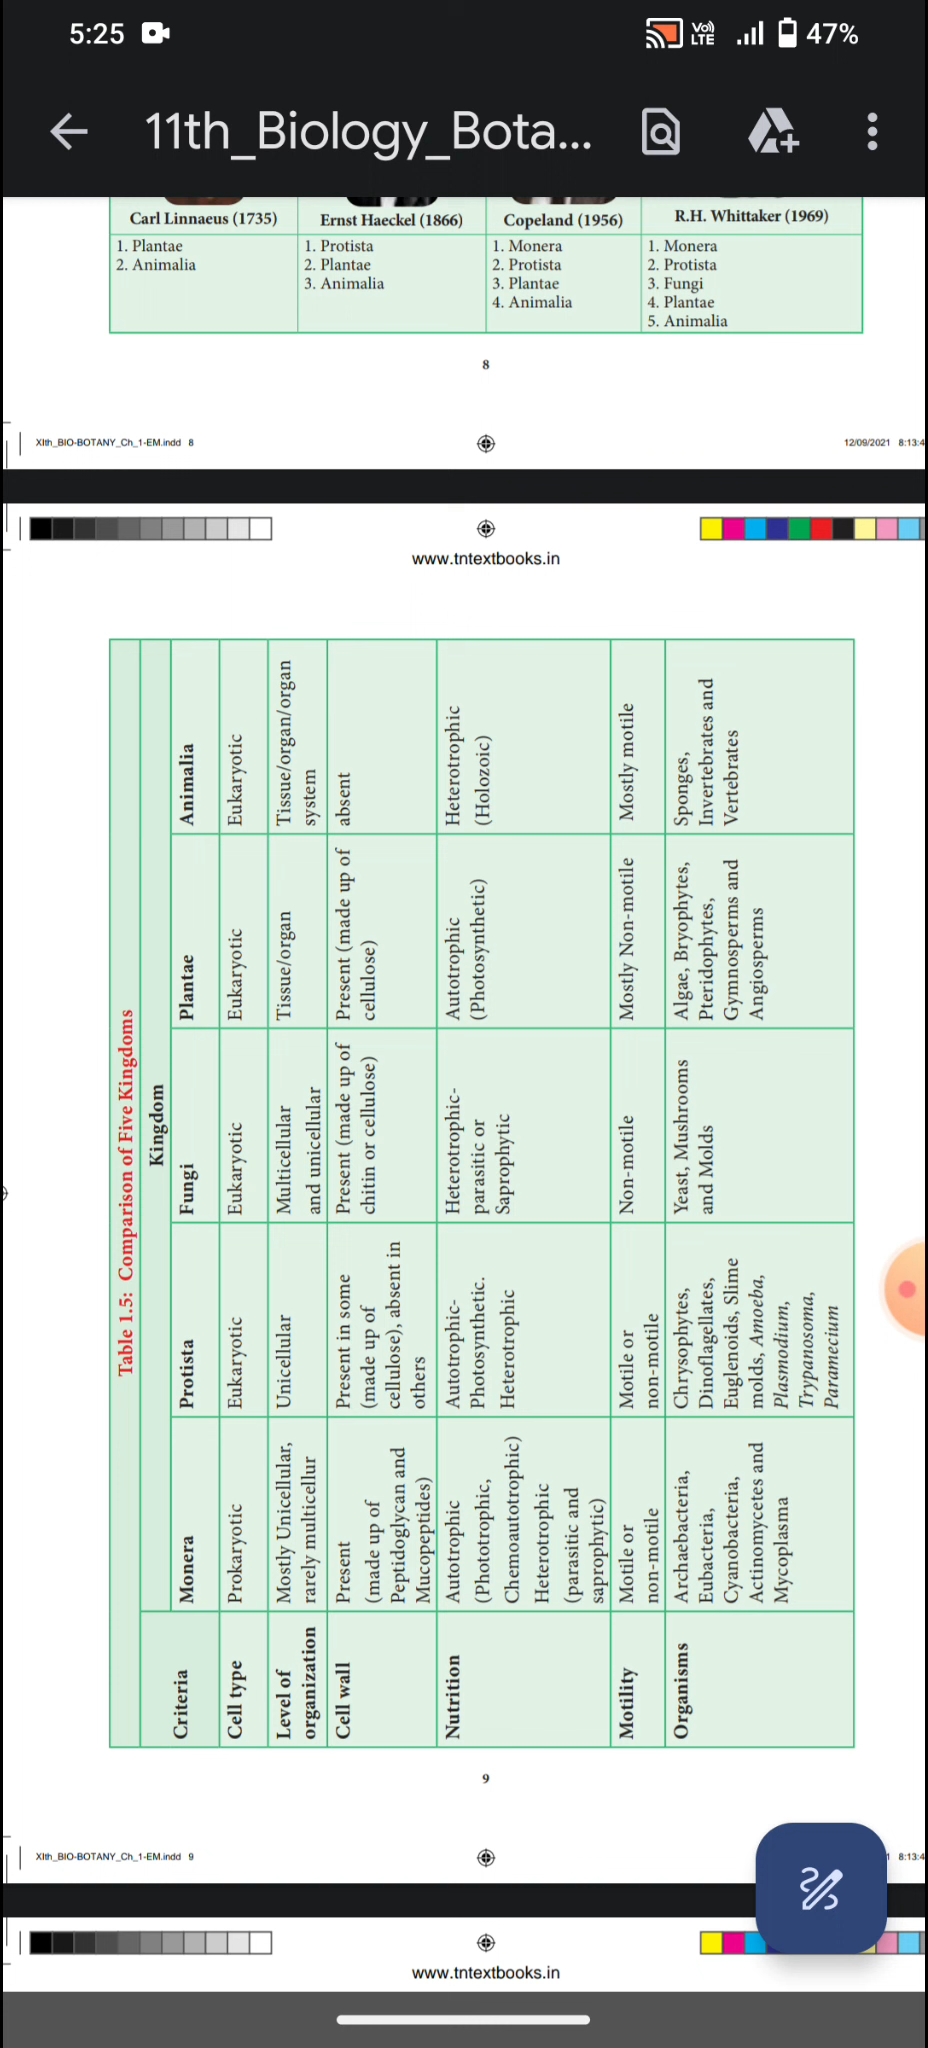 5:25
Vo)
LTE
47%
11th_Biology_Bota...
Carl Linnaeus (1735)
Ernst Haeckel (1866)
Copeland (1956)
R.H. Whittaker (1969)
1. Plantae
2. Animalia
1. Protista
2. Plantae
3. Animalia
1. Monera
2. Protista
3. Plantae
4. Animalia
1. Monera
2. Protista
3. Fungi
4. Plantae
5. Animalia
8
XIth_BIO-BOTANY_Ch_1-EM.indd 8
12/09/2021 8:13:4
www.tntextbooks.in
Table 1.5: Comparison of Five Kingdoms
Kingdom
Criteria
Monera
Protista
Fungi
Plantae
Animalia
Cell type
Prokaryotic
Eukaryotic
Eukaryotic
Eukaryotic
Eukaryotic
Level of
organization
Mostly Unicellular,
rarely multicellur
Unicellular
Multicellular
and unicellular
Tissue/organ
Tissue/organ/organ
system
Cell wall
Present
(made up of
Peptidoglycan and
Mucopeptides)
Present in some
(made up of
cellulose), absent in
others
Present (made up of
chitin or cellulose)
Present (made up of
cellulose)
absent
Nutrition
Autotrophic
(Phototrophic,
Chemoautotrophic)
Heterotrophic
(parasitic and
saprophytic)
Autotrophic-
Photosynthetic.
Heterotrophic
Heterotrophic-
parasitic or
Saprophytic
Autotrophic
(Photosynthetic)
Heterotrophic
(Holozoic)
Motility
Motile or
non-motile
Motile or
non-motile
Non-motile
Mostly Non-motile
Mostly motile
Organisms
Archaebacteria,
Eubacteria,
Cyanobacteria,
Actinomycetes and
Mycoplasma
Chrysophytes,
Dinoflagellates,
Euglenoids, Slime
molds, Amoeba,
Plasmodium,
Trypanosoma,
Paramecium
Yeast, Mushrooms
and Molds
Algae, Bryophytes,
Pteridophytes,
Gymnosperms and
Angiosperms
Sponges,
Invertebrates and
Vertebrates
9
XIth_BIO-BOTANY_Ch_1-EM.indd 9
1 8:13:4
www.tntextbooks.in